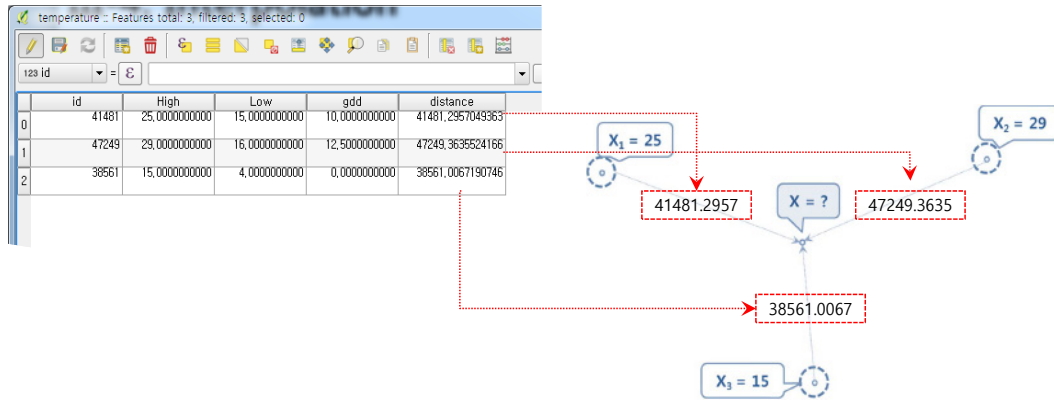 temperature :: Features total: 3, filtered: 3, selected: 0
123 id = ε
id High Low gdd distance
0 41481 25,0000000000 15,0000000000 10,0000000000 41481,2957049363
1 47249 29,0000000000 16,0000000000 12,5000000000 47249,3635524166
2 38561 15,0000000000 4,0000000000 0,0000000000 38561,0067190746
X₁ = 25
X₂ = 29
41481.2957
X = ?
47249.3635
38561.0067
X₃ = 15